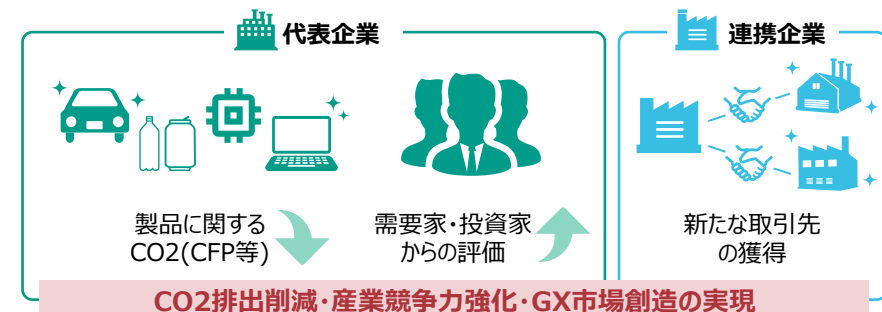 代表企業
連携企業
製品に関する
CO2(CFP等)
需要家・投資家
からの評価
新たな取引先
の獲得
CO2排出削減・産業競争力強化・GX市場創造の実現